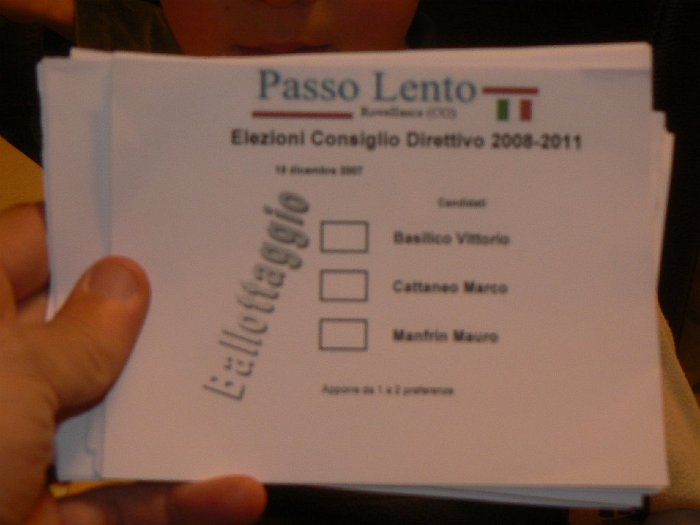 Passo Lento
Rovellasca (CO)
Elezioni Consiglio Direttivo 2008-2011
18 dicembre 2007
Candidati
Ballottaggio
Basilico Vittorio
Cattaneo Marco
Manfrin Mauro
Apporre da 1 a 2 preferenze